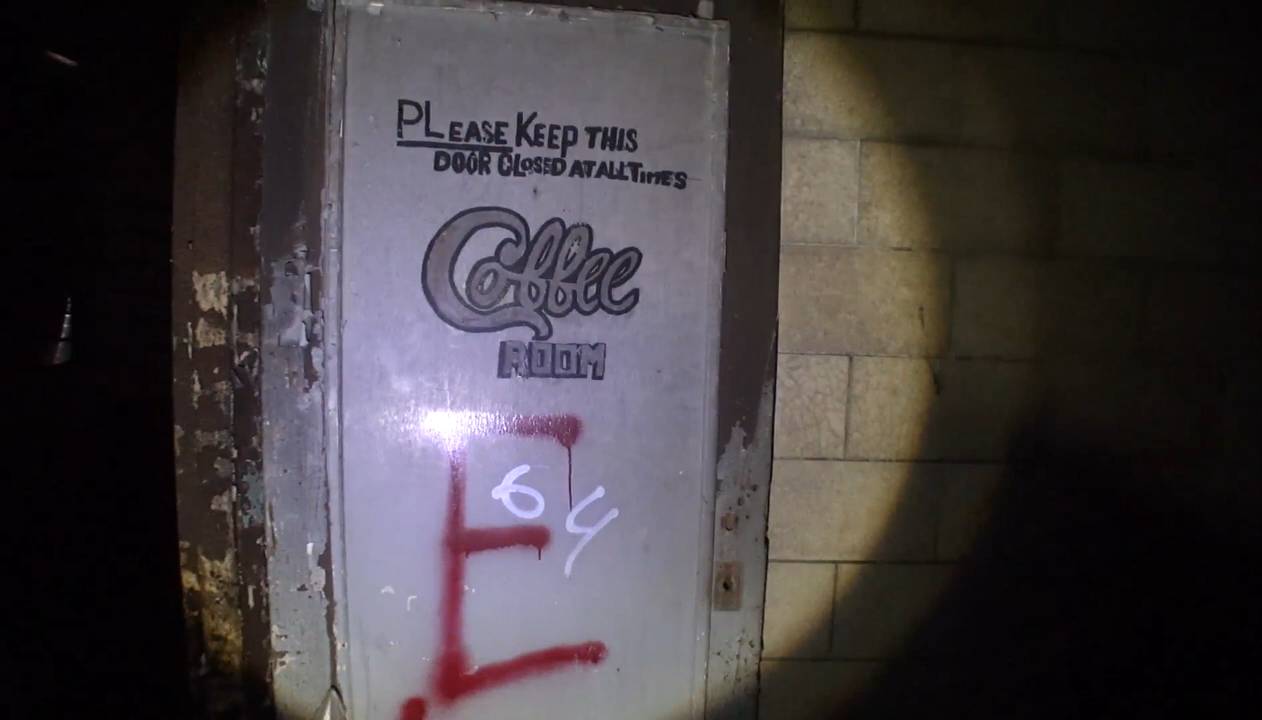 PLEASE KEEP THIS
DOOR CLOSED AT ALL TIMES
Coffee
ROOM
E
64